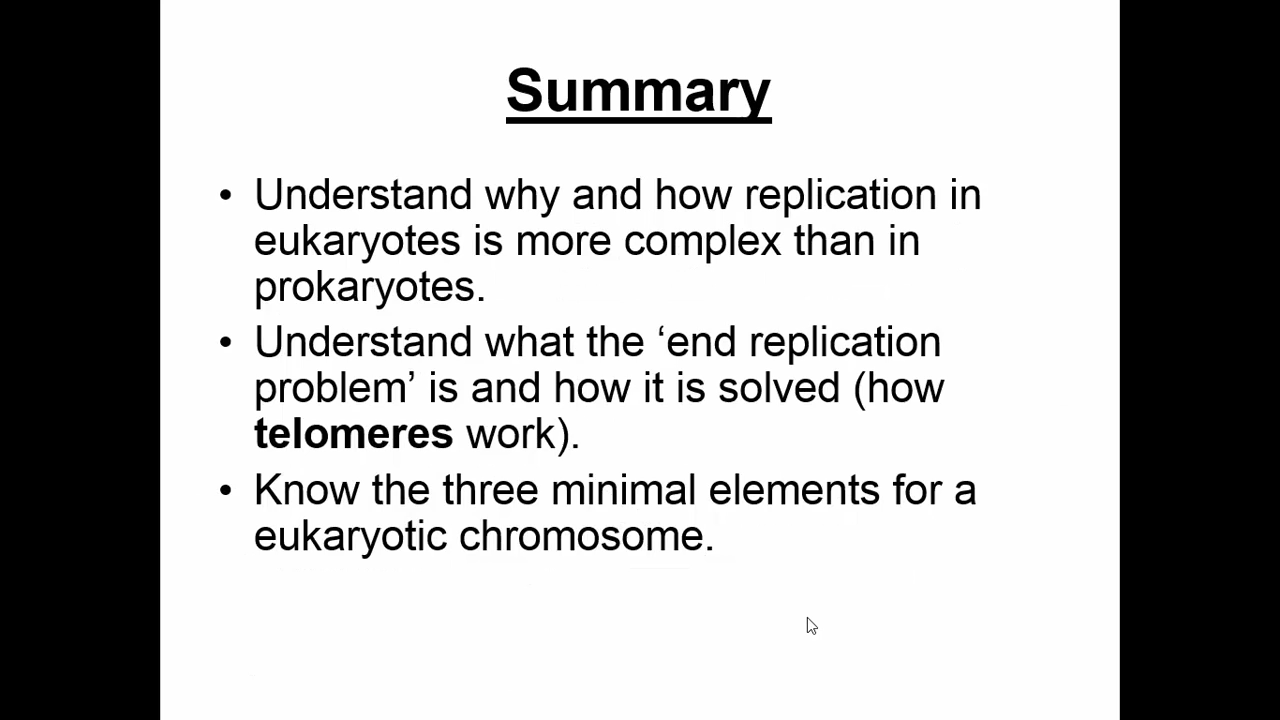 Summary
• Understand why and how replication in
eukaryotes is more complex than in
prokaryotes.
• Understand what the ‘end replication
problem’ is and how it is solved (how
telomeres work).
• Know the three minimal elements for a
eukaryotic chromosome.